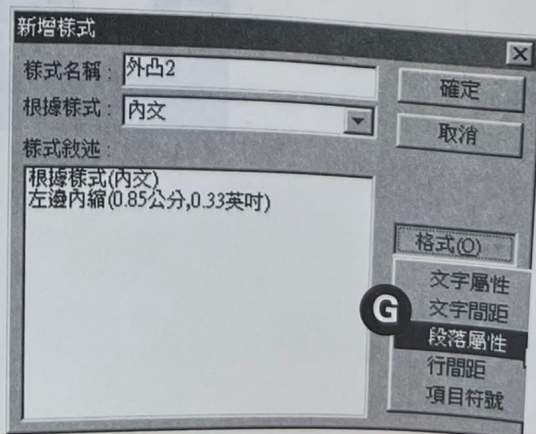 新增樣式
樣式名稱：外凸2
根據樣式：內文
樣式敘述：
根據樣式(內文)
左邊內縮(0.85公分,0.33英吋)
確定
取消
格式(O)
文字屬性
G 文字間距
段落屬性
行間距
項目符號